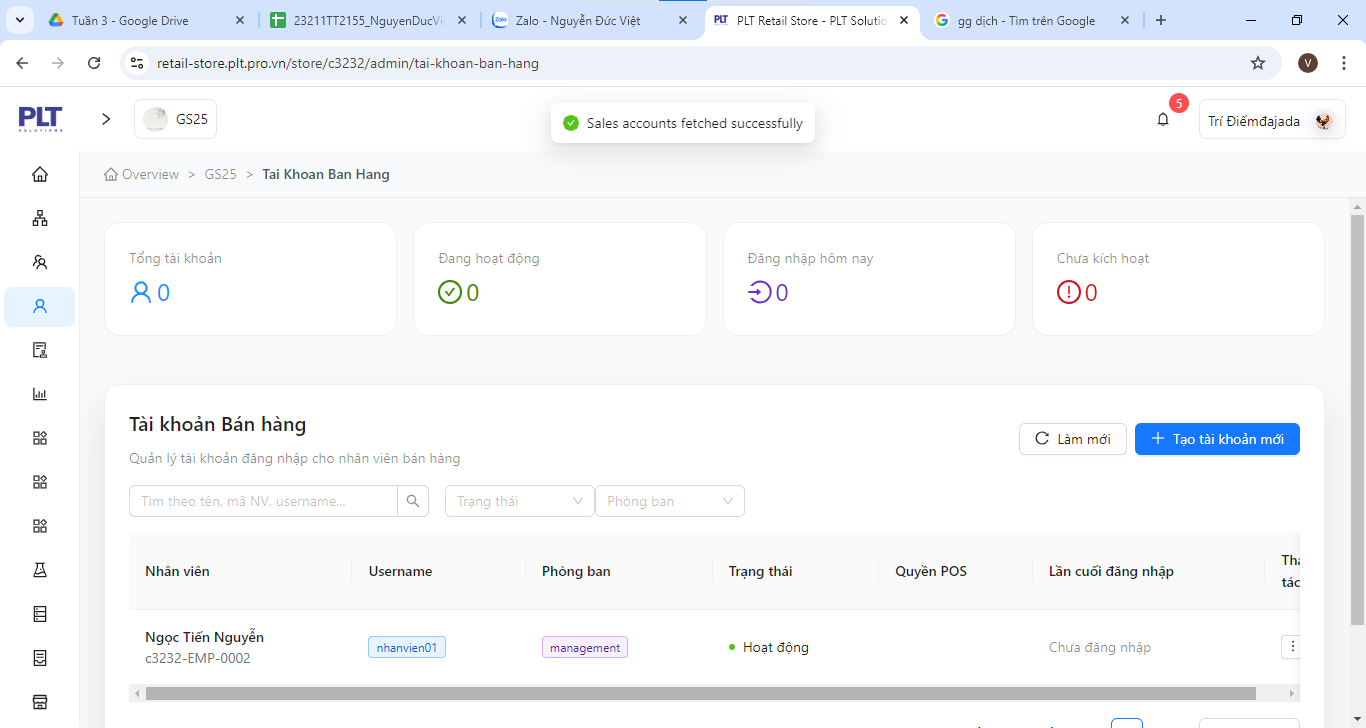 Tuần 3 - Google Drive
23211TT2155_NguyenDucVi
Zalo - Nguyễn Đức Việt
PLT Retail Store - PLT Solutio
gg dịch - Tìm trên Google
retail-store.plt.pro.vn/store/c3232/admin/tai-khoan-ban-hang
V
PLT
SOLUTIONS
GS25
Sales accounts fetched successfully
5
Trí Điếmđajada
Overview > GS25 > Tai Khoan Ban Hang
Tổng tài khoản
0
Đang hoạt động
0
Đăng nhập hôm nay
0
Chưa kích hoạt
0
Tài khoản Bán hàng
Quản lý tài khoản đăng nhập cho nhân viên bán hàng
Làm mới
Tạo tài khoản mới
Tìm theo tên, mã NV, username...
Trạng thái
Phòng ban
Nhân viên
Username
Phòng ban
Trạng thái
Quyền POS
Lần cuối đăng nhập
Tha
tác
Ngọc Tiến Nguyễn
c3232-EMP-0002
nhanvien01
management
Hoạt động
Chưa đăng nhập